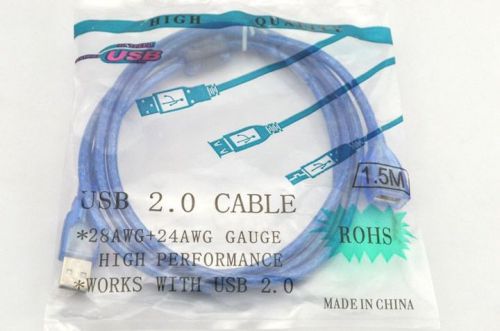 HIGH QUALITY
USB
1.5M
USB 2.0 CABLE
*28AWG+24AWG GAUGE
HIGH PERFORMANCE
*WORKS WITH USB 2.0
ROHS
MADE IN CHINA